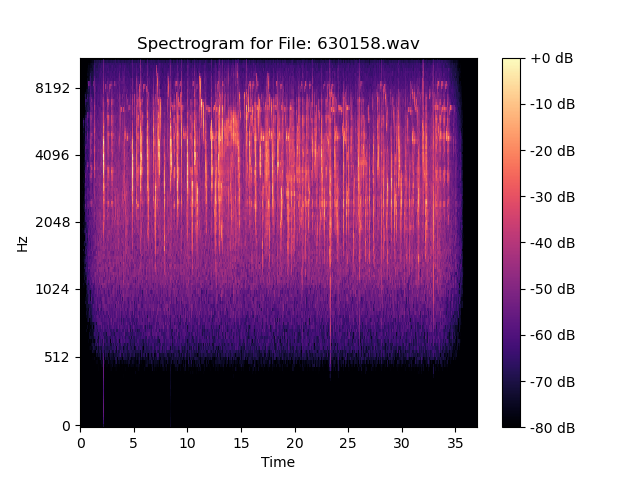 Spectrogram for File: 630158.wav
Hz
8192
4096
2048
1024
512
0
0 5 10 15 20 25 30 35
Time
+0 dB
-10 dB
-20 dB
-30 dB
-40 dB
-50 dB
-60 dB
-70 dB
-80 dB